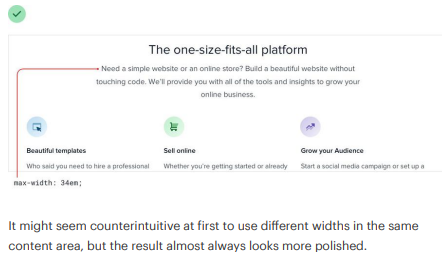 The one-size-fits-all platform
Need a simple website or an online store? Build a beautiful website without
touching code. We'll provide you with all of the tools and insights to grow your
online business.
Beautiful templates
Sell online
Grow your Audience
Who said you need to hire a professional
Whether you're getting started or already
Start a social media campaign or set up a
max-width: 34em;
It might seem counterintuitive at first to use different widths in the same
content area, but the result almost always looks more polished.